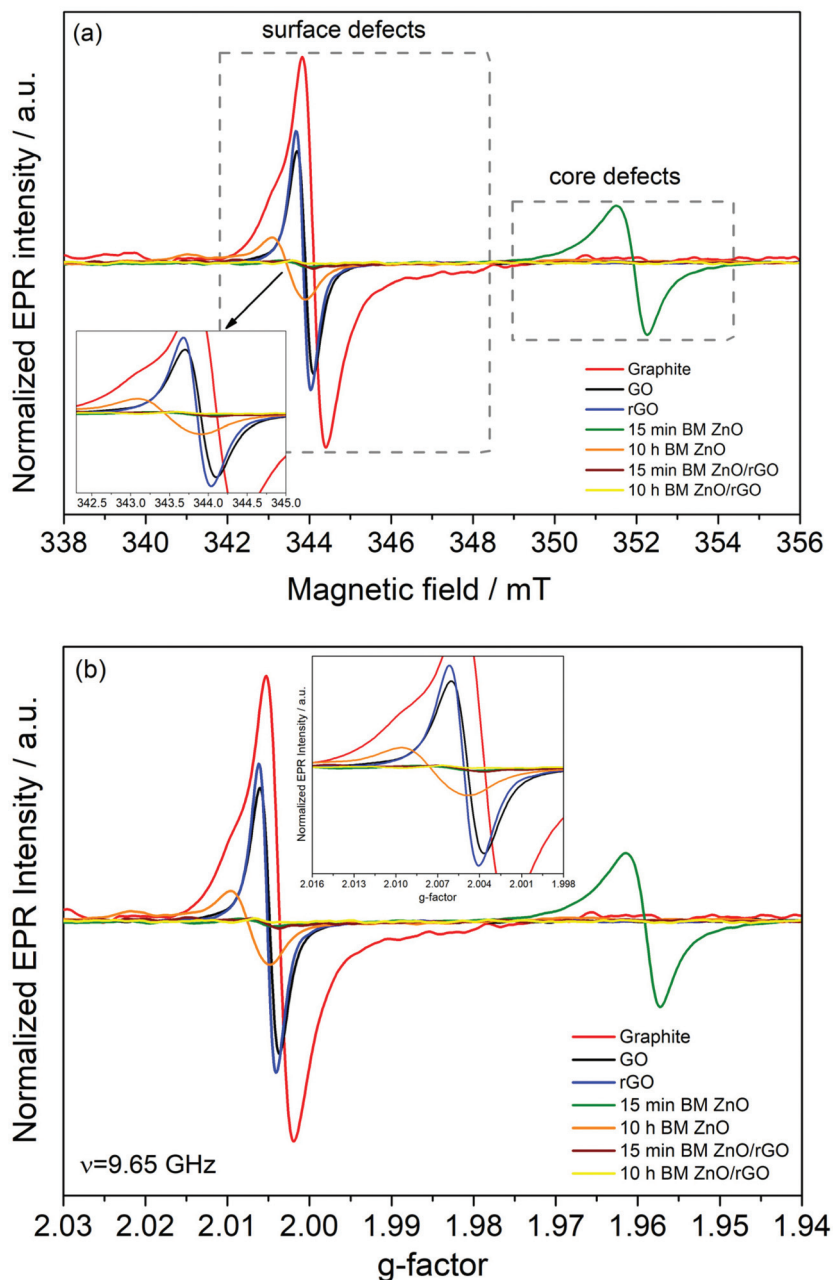 (a)
surface defects
core defects
Normalized EPR intensity / a.u.
342.5 343.0 343.5 344.0 344.5 345.0
Graphite
GO
rGO
15 min BM ZnO
10 h BM ZnO
15 min BM ZnO/rGO
10 h BM ZnO/rGO
338 340 342 344 346 348 350 352 354 356
Magnetic field / mT
(b)
Normalized EPR Intensity / a.u.
Normalized EPR Intensity / a.u.
2.016 2.013 2.010 2.007 2.004 2.001 1.998
g-factor
Graphite
GO
rGO
15 min BM ZnO
10 h BM ZnO
15 min BM ZnO/rGO
10 h BM ZnO/rGO
ν=9.65 GHz
2.03 2.02 2.01 2.00 1.99 1.98 1.97 1.96 1.95 1.94
g-factor